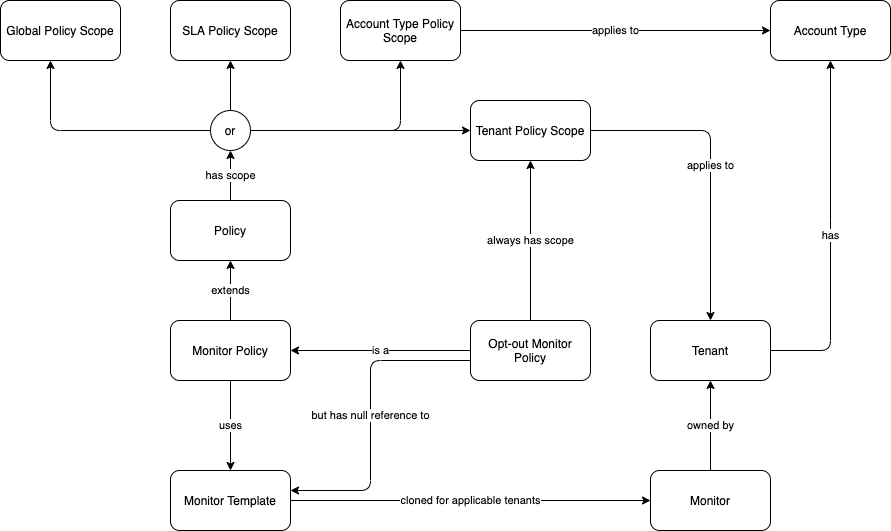 Global Policy Scope
SLA Policy Scope
Account Type Policy
Scope
applies to
Account Type
or
Tenant Policy Scope
applies to
has scope
Policy
always has scope
has
extends
Monitor Policy
is a
Opt-out Monitor
Policy
Tenant
but has null reference to
uses
owned by
Monitor Template
cloned for applicable tenants
Monitor